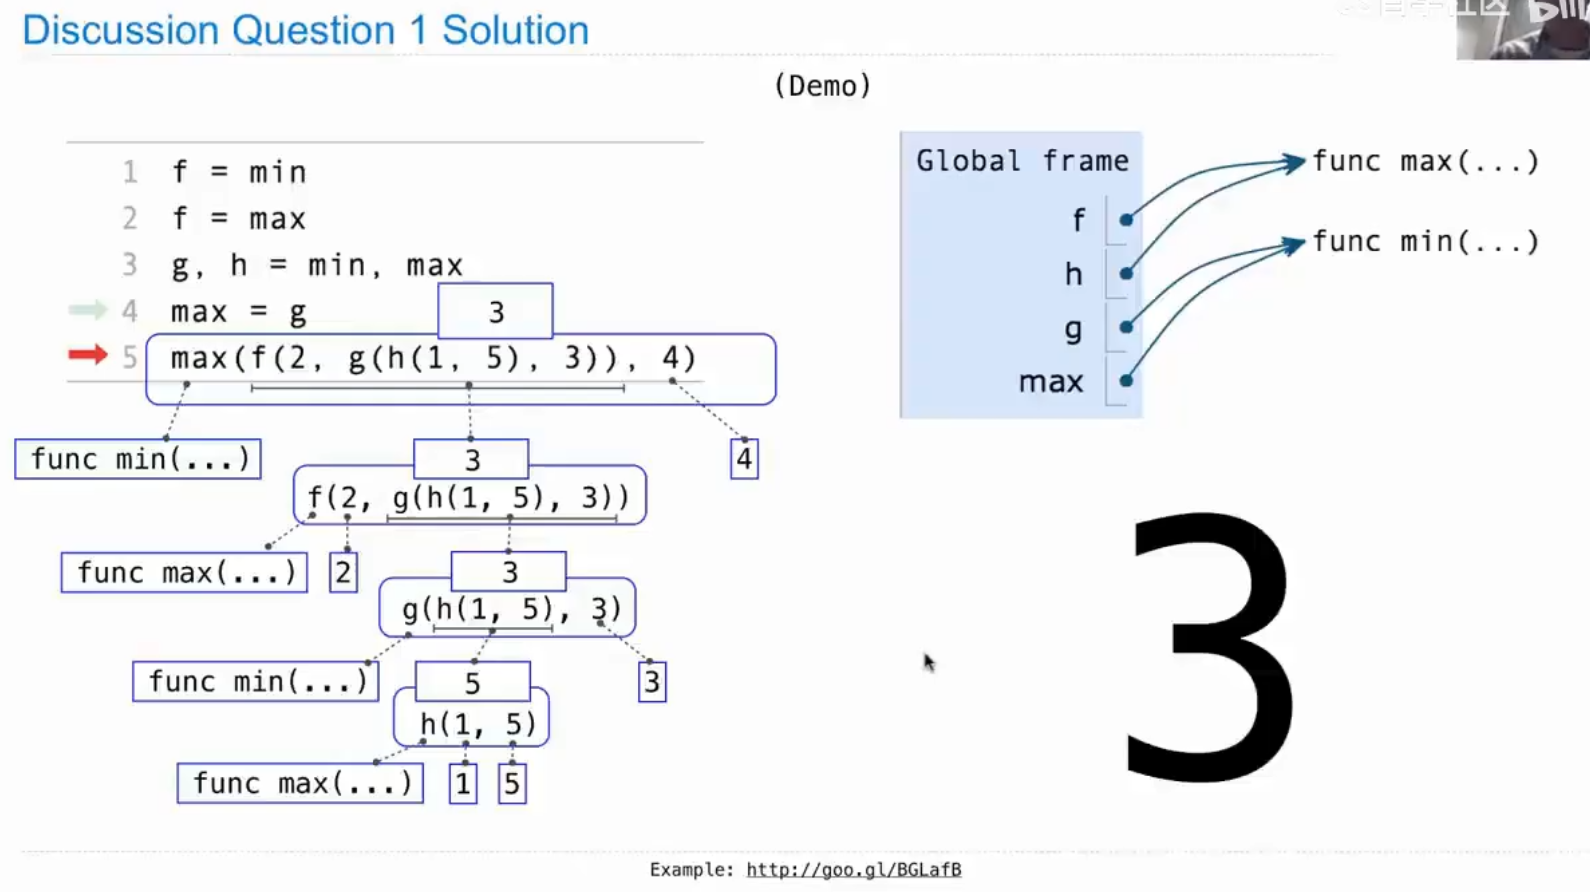 Discussion Question 1 Solution
(Demo)
1 f = min
2 f = max
3 g, h = min, max
4 max = g
3
5 max(f(2, g(h(1, 5), 3)), 4)
func min(...)
3
4
f(2, g(h(1, 5), 3))
func max(...)
2
3
g(h(1, 5), 3)
func min(...)
5
3
h(1, 5)
func max(...)
1
5
Global frame
f
h
g
max
func max(...)
func min(...)
3
Example: http://goo.gl/BGLafB